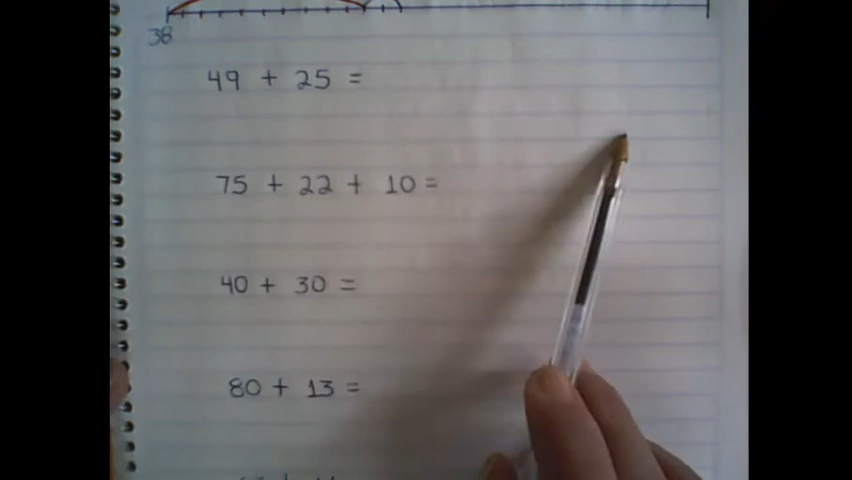 38
49 + 25 =
75 + 22 + 10 =
40 + 30 =
80 + 13 =